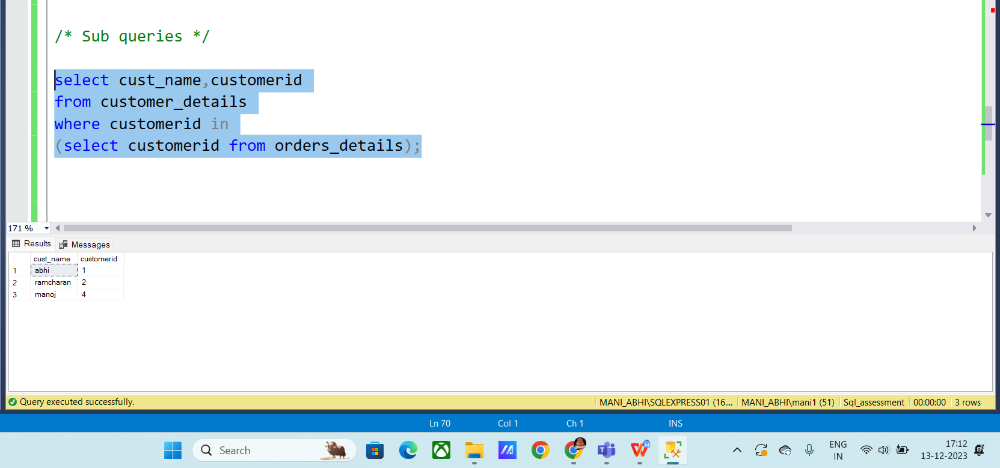 /* Sub queries */
select cust_name,customerid
from customer_details
where customerid in
(select customerid from orders_details);
171 %
Results Messages
cust_name customerid
1 abhi 1
2 ramcharan 2
3 manoj 4
Query executed successfully. MANI_ABHI\SQLEXPRESS01 (16.... MANI_ABHI\mani1 (51) Sql_assessment 00:00:00 3 rows
Ln 70 Col 1 Ch 1 INS
Search ENG IN 17:12 13-12-2023